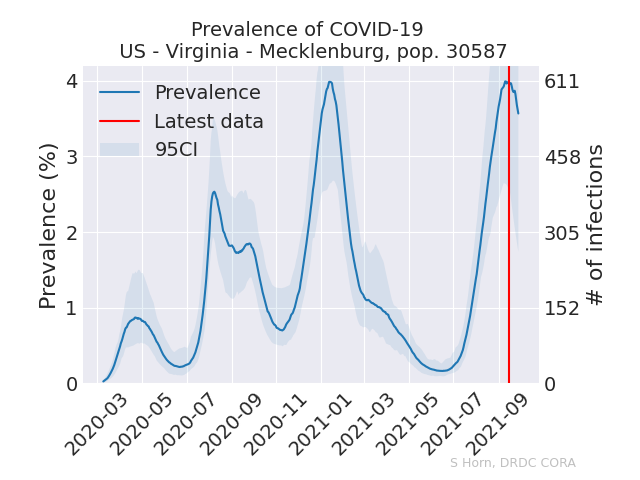 Prevalence of COVID-19
US - Virginia - Mecklenburg, pop. 30587
Prevalence (%)
4
3
2
1
0
Prevalence
Latest data
95CI
611
458
305
152
0
# of infections
2020-03
2020-05
2020-07
2020-09
2020-11
2021-01
2021-03
2021-05
2021-07
2021-09
S Horn, DRDC CORA